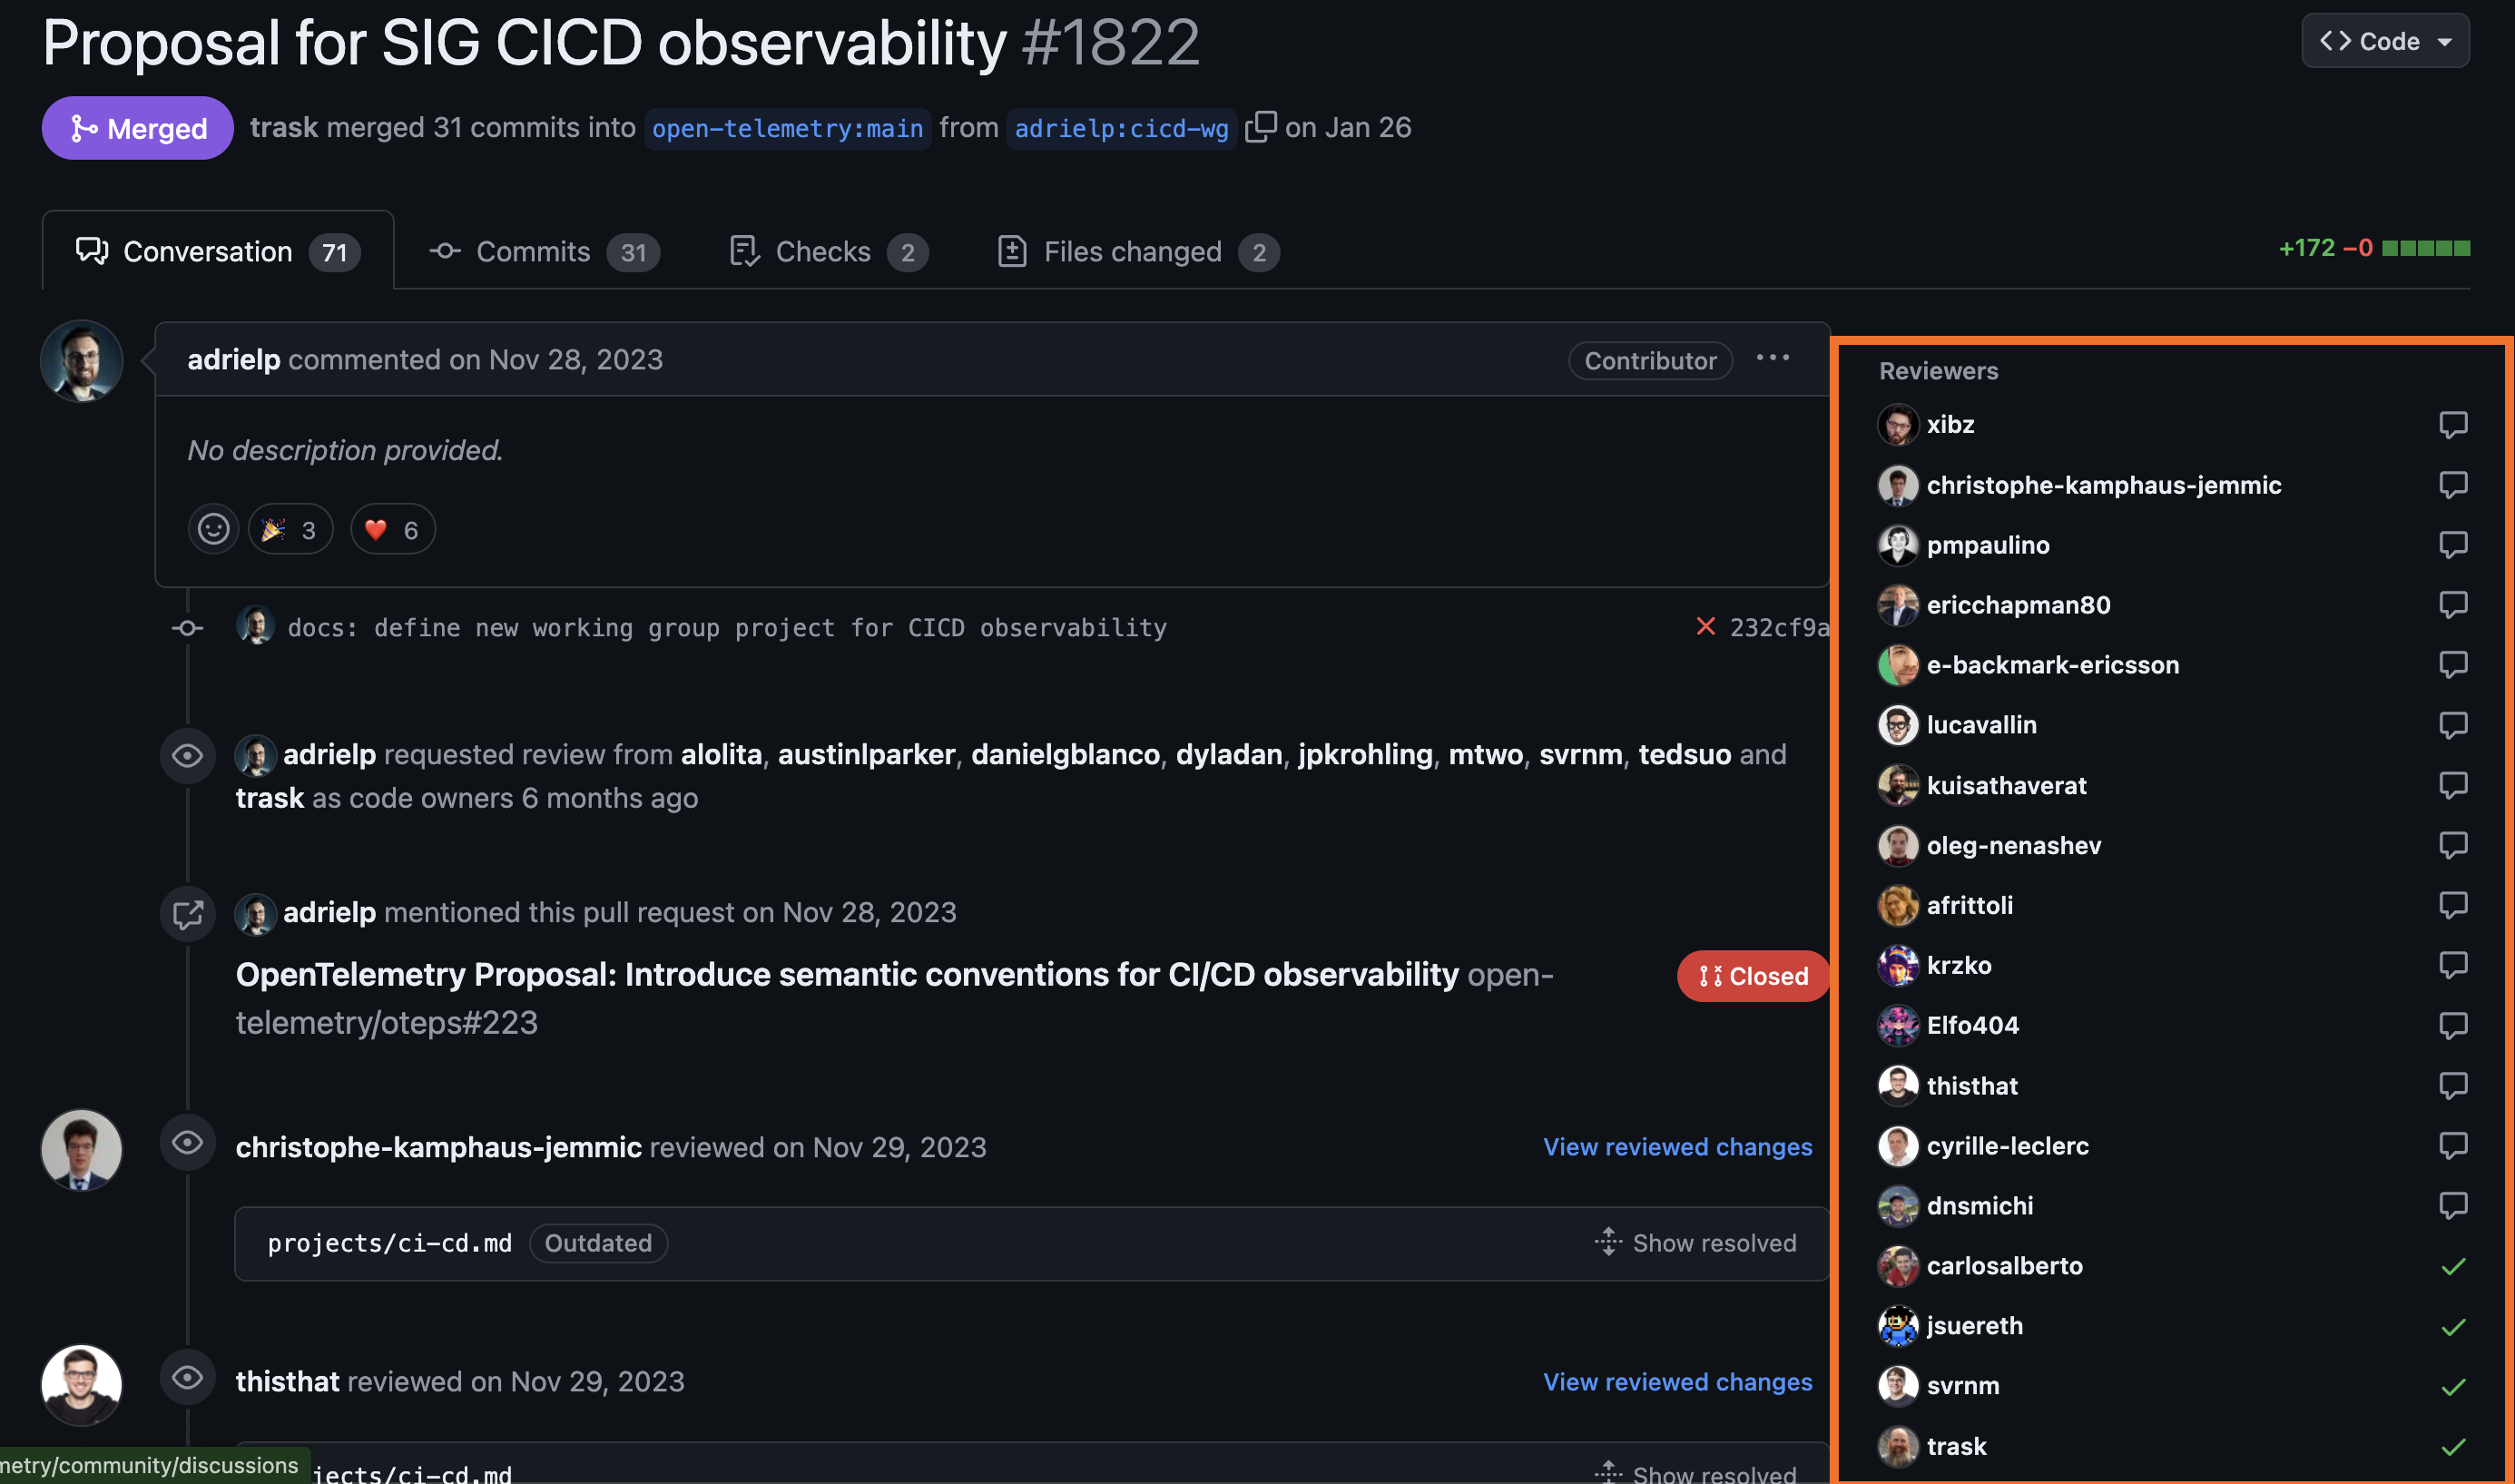 Proposal for SIG CICD observability #1822
Code
Merged
trask merged 31 commits into open-telemetry:main from adrielp:cicd-wg on Jan 26
Conversation 71
Commits 31
Checks 2
Files changed 2
+172 −0
adrielp commented on Nov 28, 2023
Contributor
No description provided.
3
6
docs: define new working group project for CICD observability
232cf9a
adrielp requested review from alolita, austinlparker, danielgblanco, dyladan, jpkrohling, mtwo, svrnm, tedsuo and
trask as code owners 6 months ago
adrielp mentioned this pull request on Nov 28, 2023
OpenTelemetry Proposal: Introduce semantic conventions for CI/CD observability open-
telemetry/oteps#223
Closed
christophe-kamphaus-jemmic reviewed on Nov 29, 2023
View reviewed changes
projects/ci-cd.md
Outdated
Show resolved
thisthat reviewed on Nov 29, 2023
View reviewed changes
jects/ci-cd.md
Show resolved
metry/community/discussions
Reviewers
xibz
christophe-kamphaus-jemmic
pmpaulino
ericchapman80
e-backmark-ericsson
lucavallin
kuisathaverat
oleg-nenashev
afrittoli
krzko
Elfo404
thisthat
cyrille-leclerc
dnsmichi
carlosalberto
jsuereth
svrnm
trask